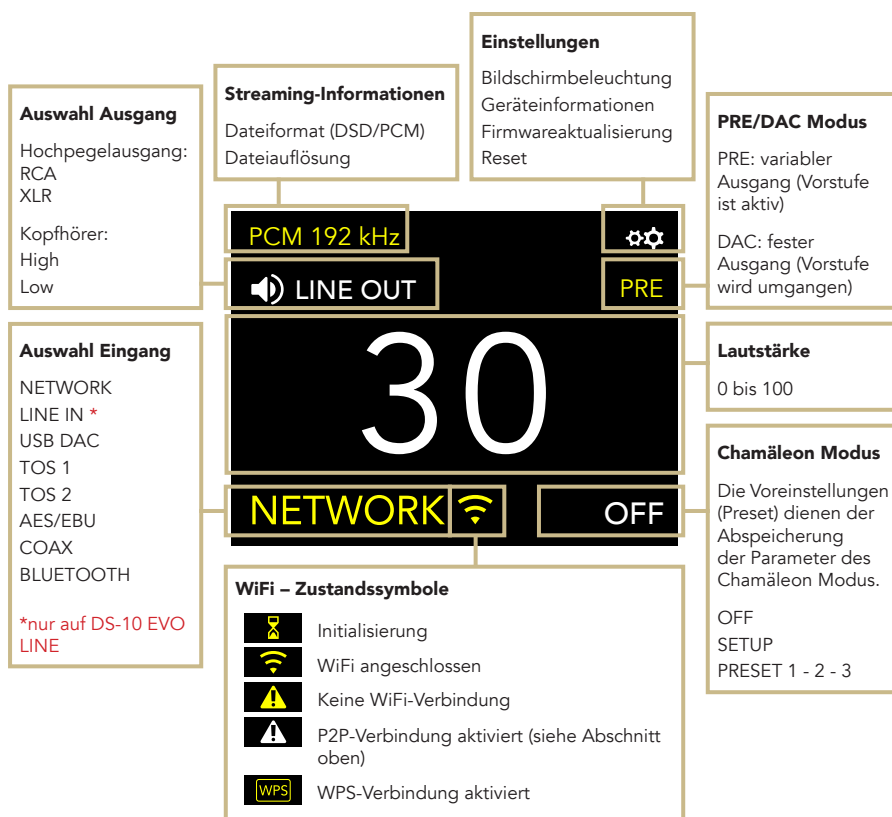 Einstellungen
Bildschirmbeleuchtung
Geräteinformationen
Firmwareaktualisierung
Reset
Streaming-Informationen
Dateiformat (DSD/PCM)
Dateiauflösung
Auswahl Ausgang
Hochpegelausgang:
RCA
XLR
Kopfhörer:
High
Low
PRE/DAC Modus
PRE: variabler
Ausgang (Vorstufe
ist aktiv)
DAC: fester
Ausgang (Vorstufe
wird umgangen)
PCM 192 kHz
LINE OUT
PRE
30
NETWORK
OFF
Auswahl Eingang
NETWORK
LINE IN *
USB DAC
TOS 1
TOS 2
AES/EBU
COAX
BLUETOOTH
*nur auf DS-10 EVO
LINE
Lautstärke
0 bis 100
Chamäleon Modus
Die Voreinstellungen
(Preset) dienen der
Abspeicherung
der Parameter des
Chamäleon Modus.
OFF
SETUP
PRESET 1 - 2 - 3
WiFi – Zustandssymbole
Initialisierung
WiFi angeschlossen
Keine WiFi-Verbindung
P2P-Verbindung aktiviert (siehe Abschnitt
oben)
WPS WPS-Verbindung aktiviert